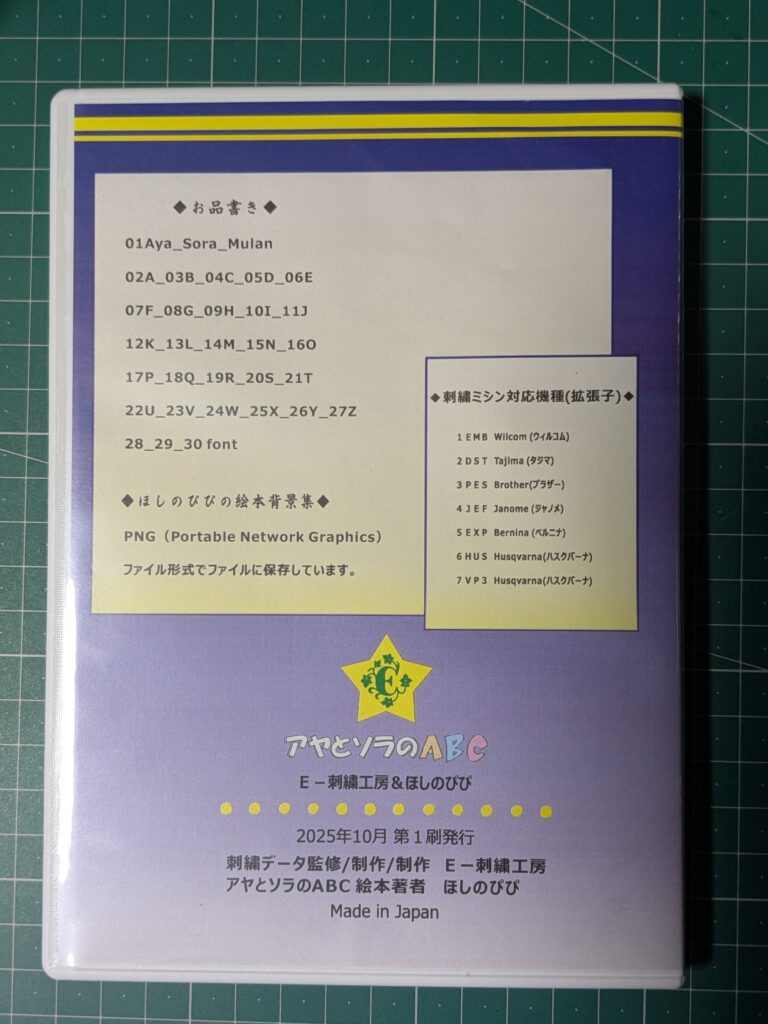 ◆お品書き◆
01Aya_Sora_Mulan
02A_03B_04C_05D_06E
07F_08G_09H_10I_11J
12K_13L_14M_15N_16O
17P_18Q_19R_20S_21T
22U_23V_24W_25X_26Y_27Z
28_29_30 font
◆ほしのぴぴの絵本背景集◆
PNG（Portable Network Graphics）
ファイル形式でファイルに保存しています。
◆刺繍ミシン対応機種(拡張子)◆
1 EMB Wilcom (ウィルコム)
2 DST Tajima (タジマ)
3 PES Brother(ブラザー)
4 JEF Janome (ジャノメ)
5 EXP Bernina (ベルニナ)
6 HUS Husqvarna(ハスクバーナ)
7 VP3 Husqvarna(ハスクバーナ)
E
アヤとソラのABC
E－刺繍工房＆ほしのぴぴ
2025年10月 第１刷発行
刺繍データ監修/制作/制作 E－刺繍工房
アヤとソラのABC 絵本著者 ほしのぴぴ
Made in Japan